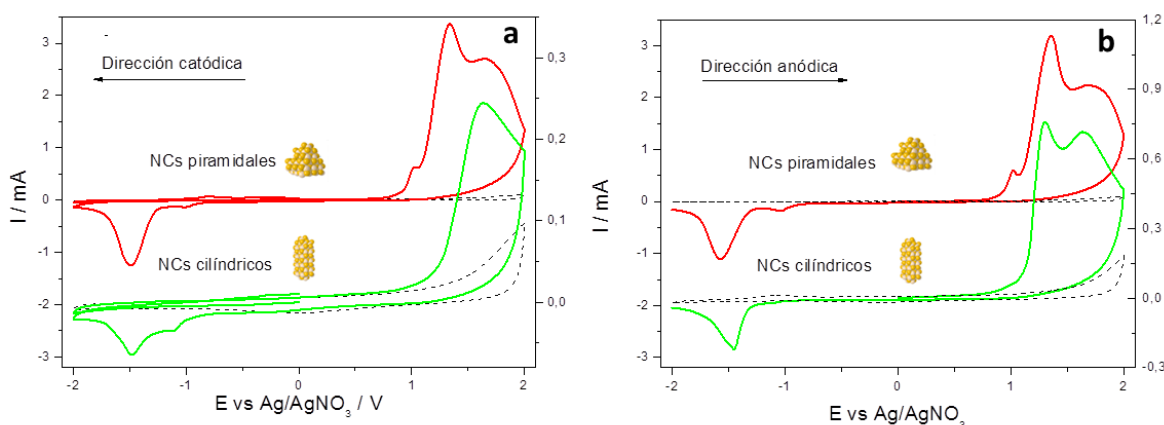 a
Dirección catódica
NCs piramidales
NCs cilíndricos
I / mA
3
2
1
0
-1
-2
-3
0,3
0,2
0,1
0,0
-2
-1
0
1
2
E vs Ag/AgNO3 / V
b
Dirección anódica
NCs piramidales
NCs cilíndricos
I / mA
3
2
1
0
-1
-2
-3
1,2
0,9
0,6
0,3
0,0
-0,3
-2
-1
0
1
2
E vs Ag/AgNO3